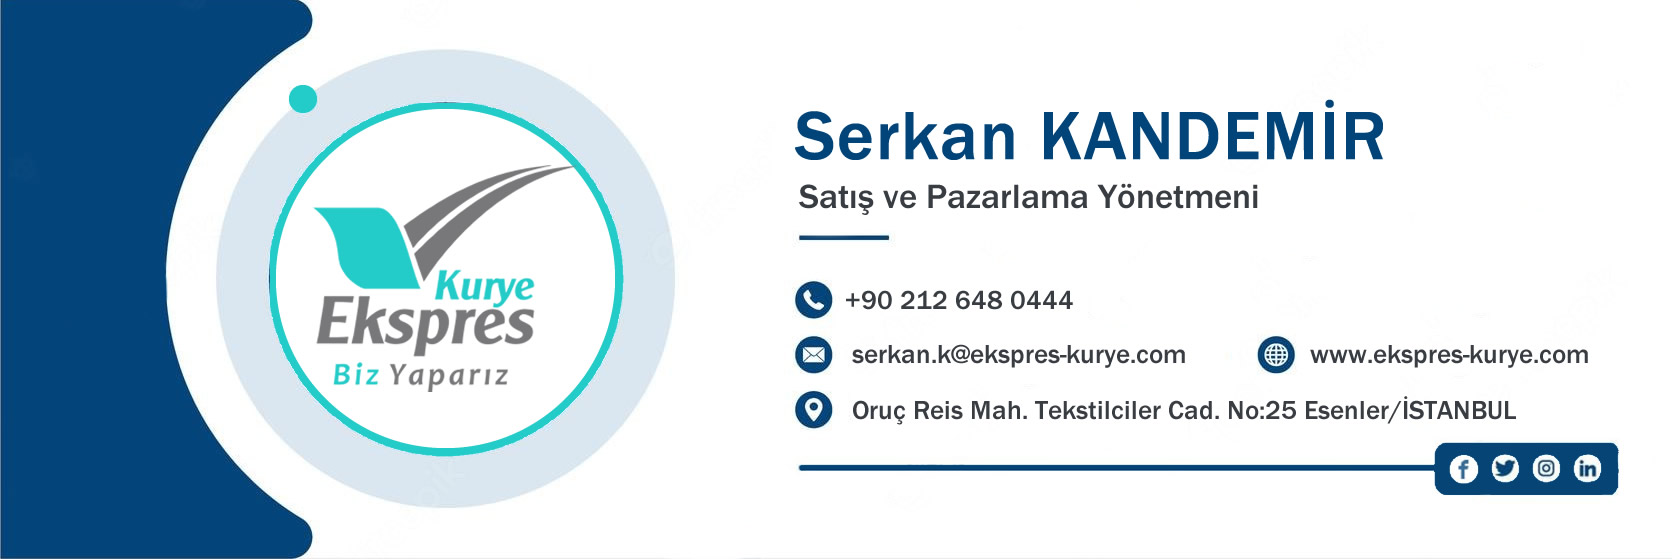 Kurye
Ekspres
Biz Yaparız
Serkan KANDEMİR
Satış ve Pazarlama Yönetmeni
+90 212 648 0444
serkan.k@ekspres-kurye.com
www.ekspres-kurye.com
Oruç Reis Mah. Tekstilciler Cad. No:25 Esenler/İSTANBUL